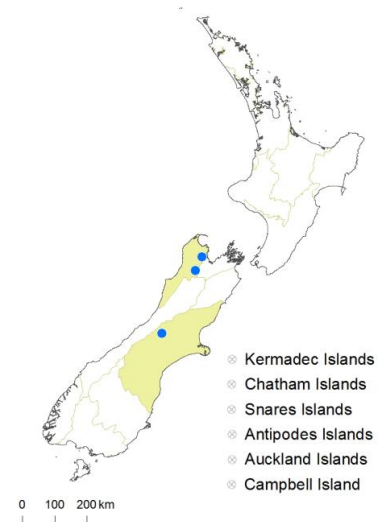 Kermadec Islands
Chatham Islands
Snares Islands
Antipodes Islands
Auckland Islands
Campbell Island
0 100 200 km